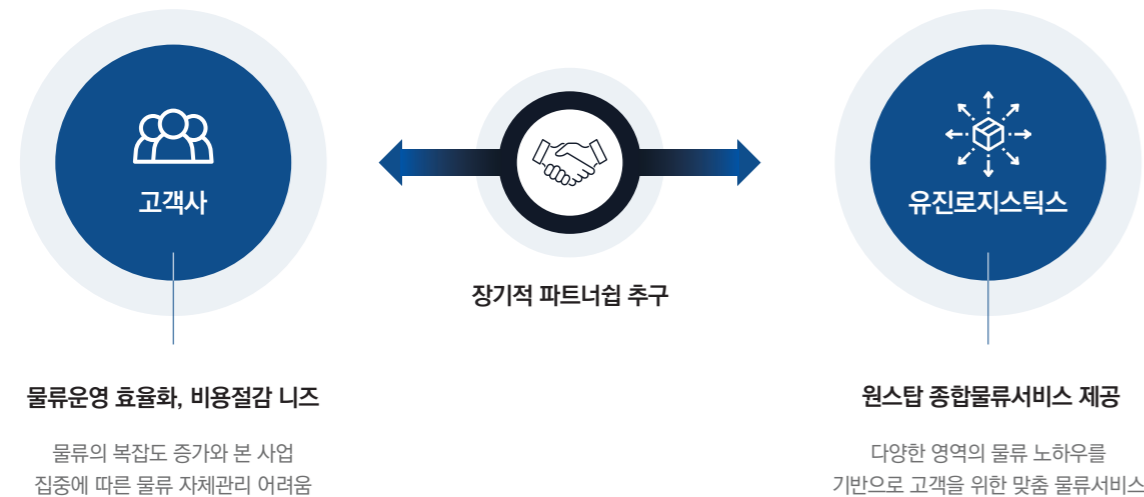 고객사
유진로지스틱스
장기적 파트너쉽 추구
물류운영 효율화, 비용절감 니즈
물류의 복잡도 증가와 본 사업
집중에 따른 물류 자체관리 어려움
원스탑 종합물류서비스 제공
다양한 영역의 물류 노하우를
기반으로 고객을 위한 맞춤 물류서비스